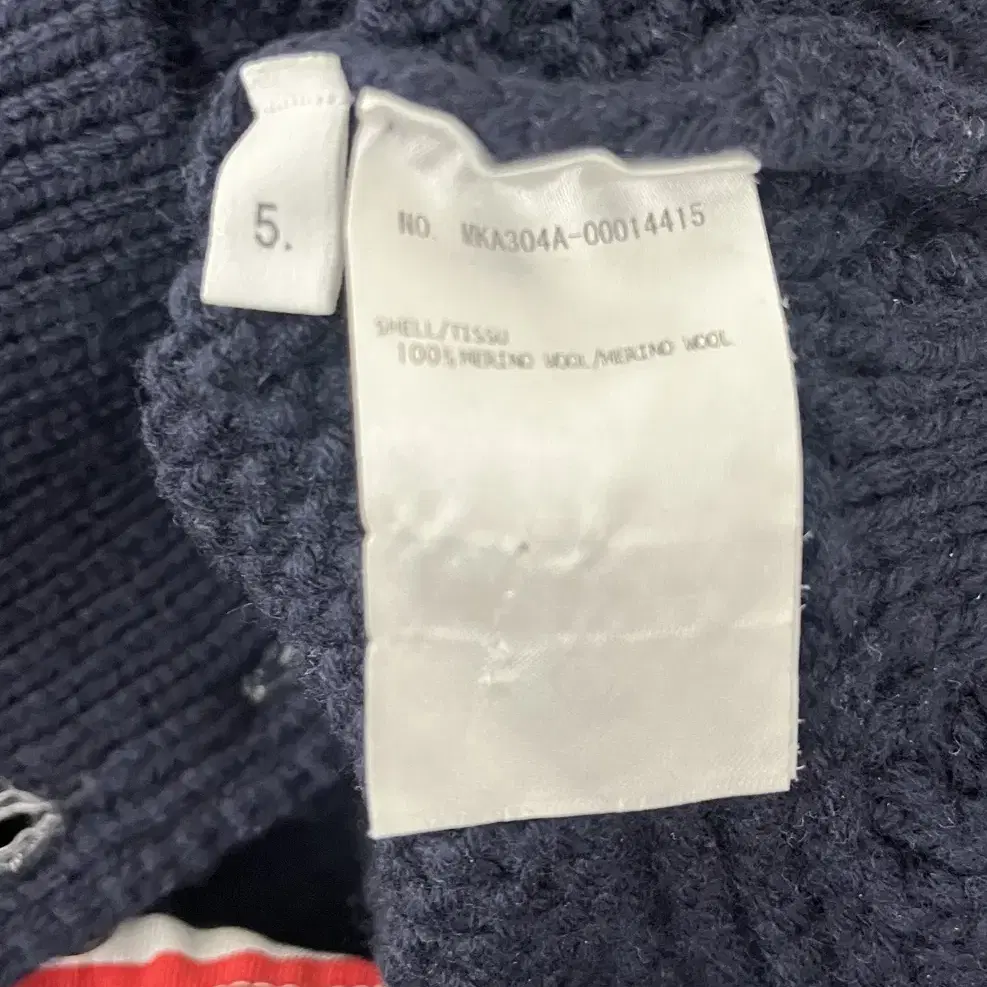 5.
NO. MKA304A-00014415
SHELL/TISSU
100% MERINO WOOL/MERINO WOOL